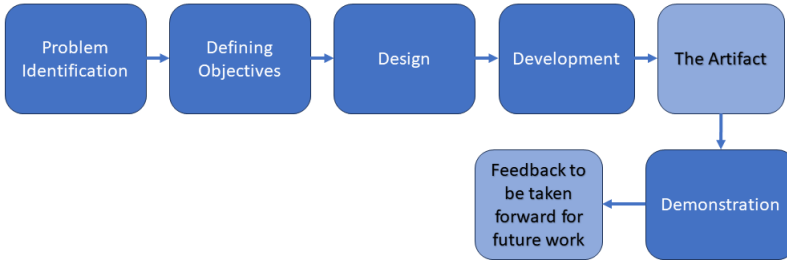 Problem
Identification
Defining
Objectives
Design
Development
The Artifact
Feedback to
be taken
forward for
future work
Demonstration